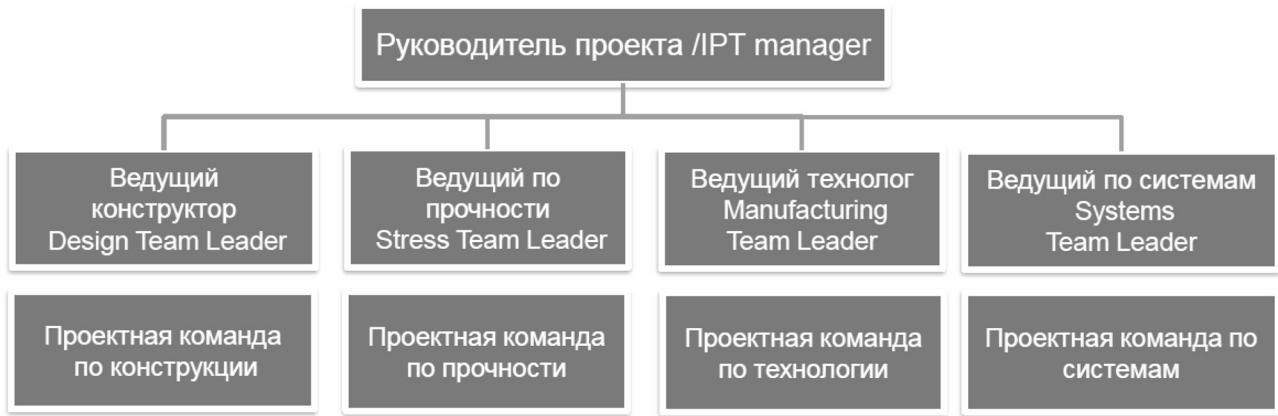 Руководитель проекта /IPT manager
Ведущий
конструктор
Design Team Leader
Ведущий по
прочности
Stress Team Leader
Ведущий технолог
Manufacturing
Team Leader
Ведущий по системам
Systems
Team Leader
Проектная команда
по конструкции
Проектная команда
по прочности
Проектная команда
по технологии
Проектная команда по
системам